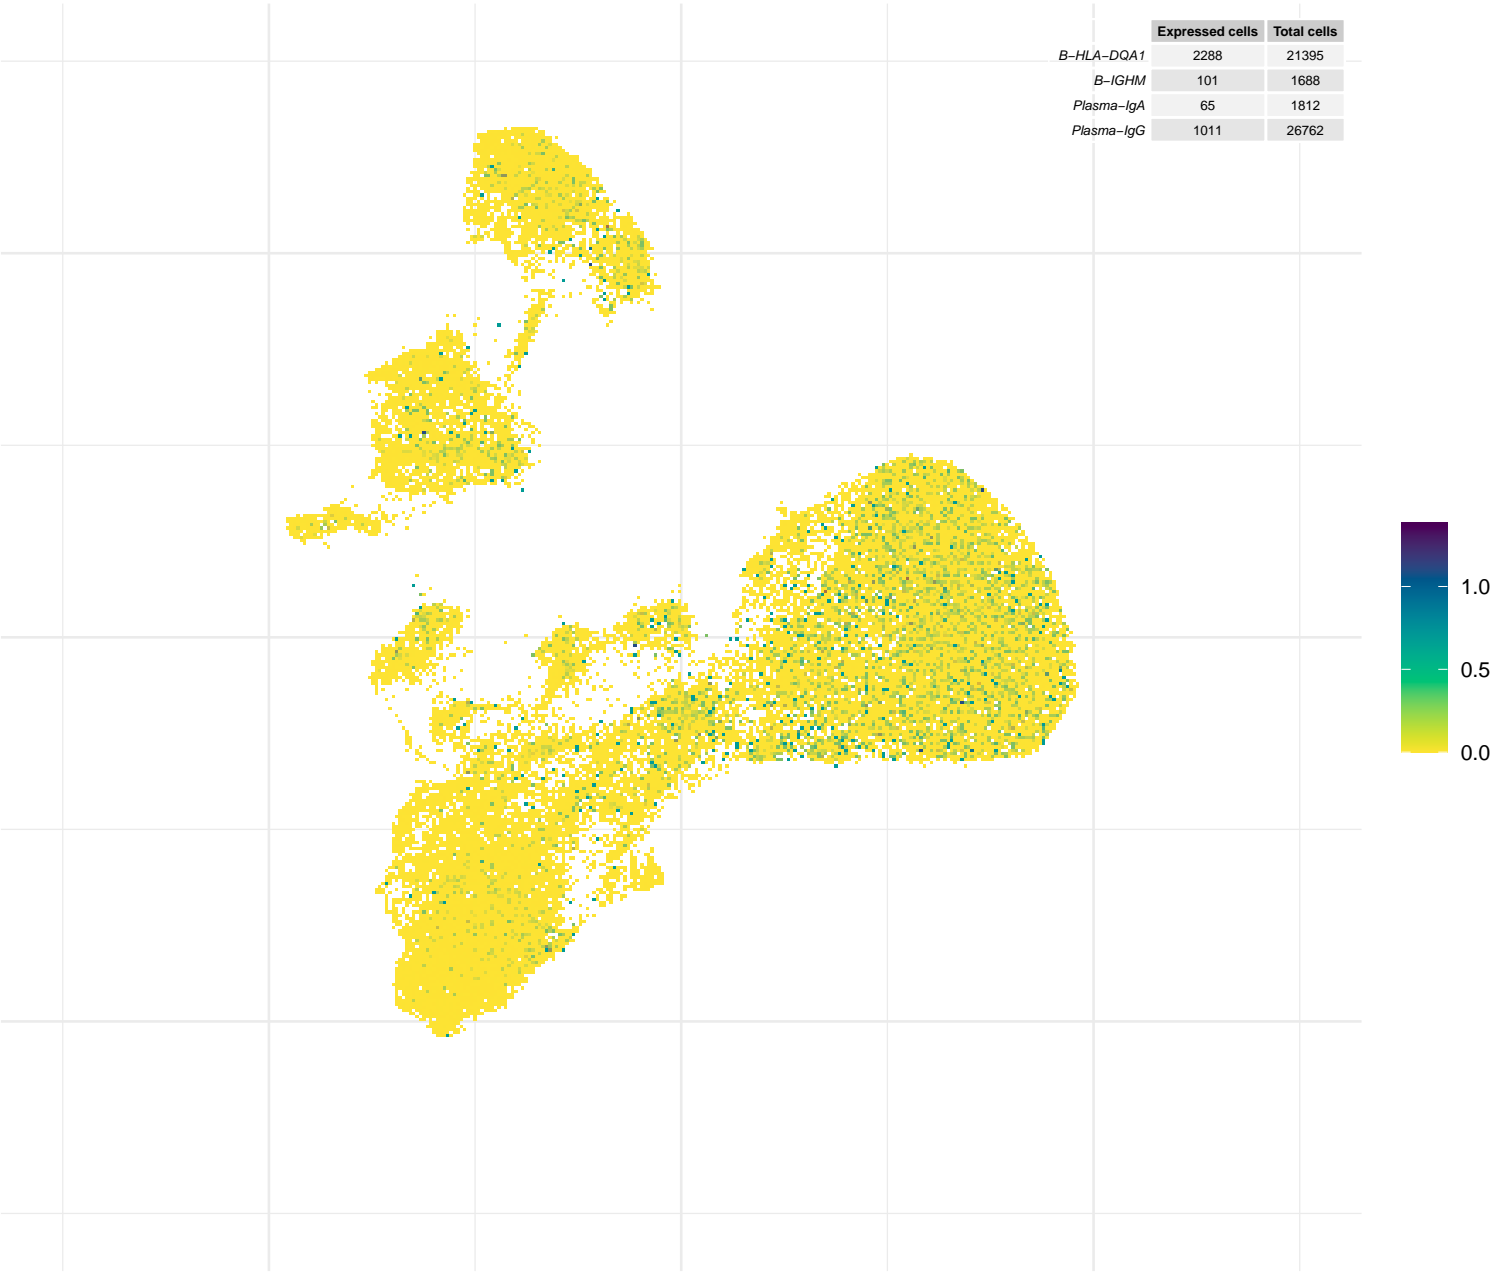 Expressed cells Total cells
B−HLA−DQA1 2288 21395
B−IGHM 101 1688
Plasma−IgA 65 1812
Plasma−IgG 1011 26762
1.0
0.5
0.0